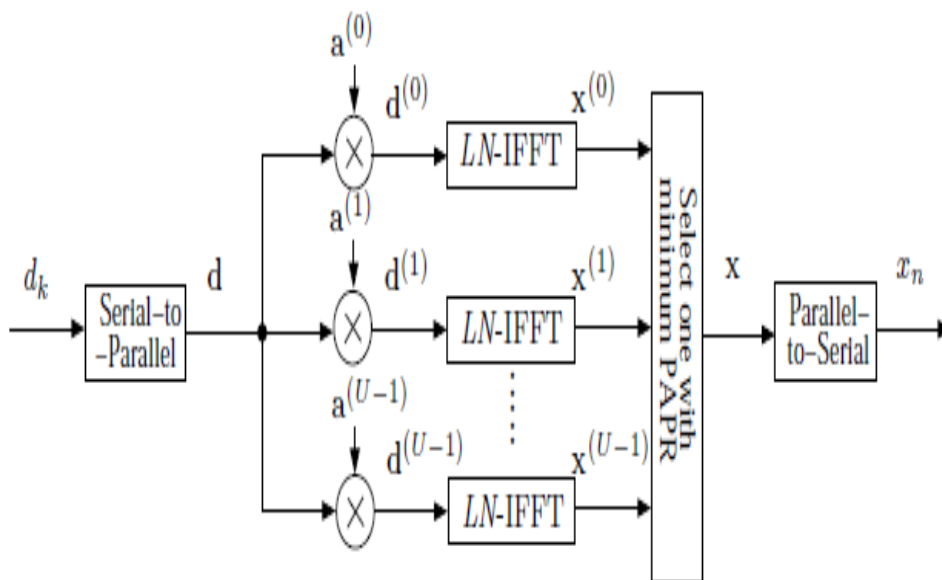 a^(0)
d^(0)
x^(0)
×
LN-IFFT
a^(1)
d_k
d
d^(1)
x^(1)
Serial–to
–Parallel
×
LN-IFFT
Select one with
minimum PAPR
x
x_n
Parallel–
to–Serial
a^(U−1)
d^(U−1)
x^(U−1)
×
LN-IFFT